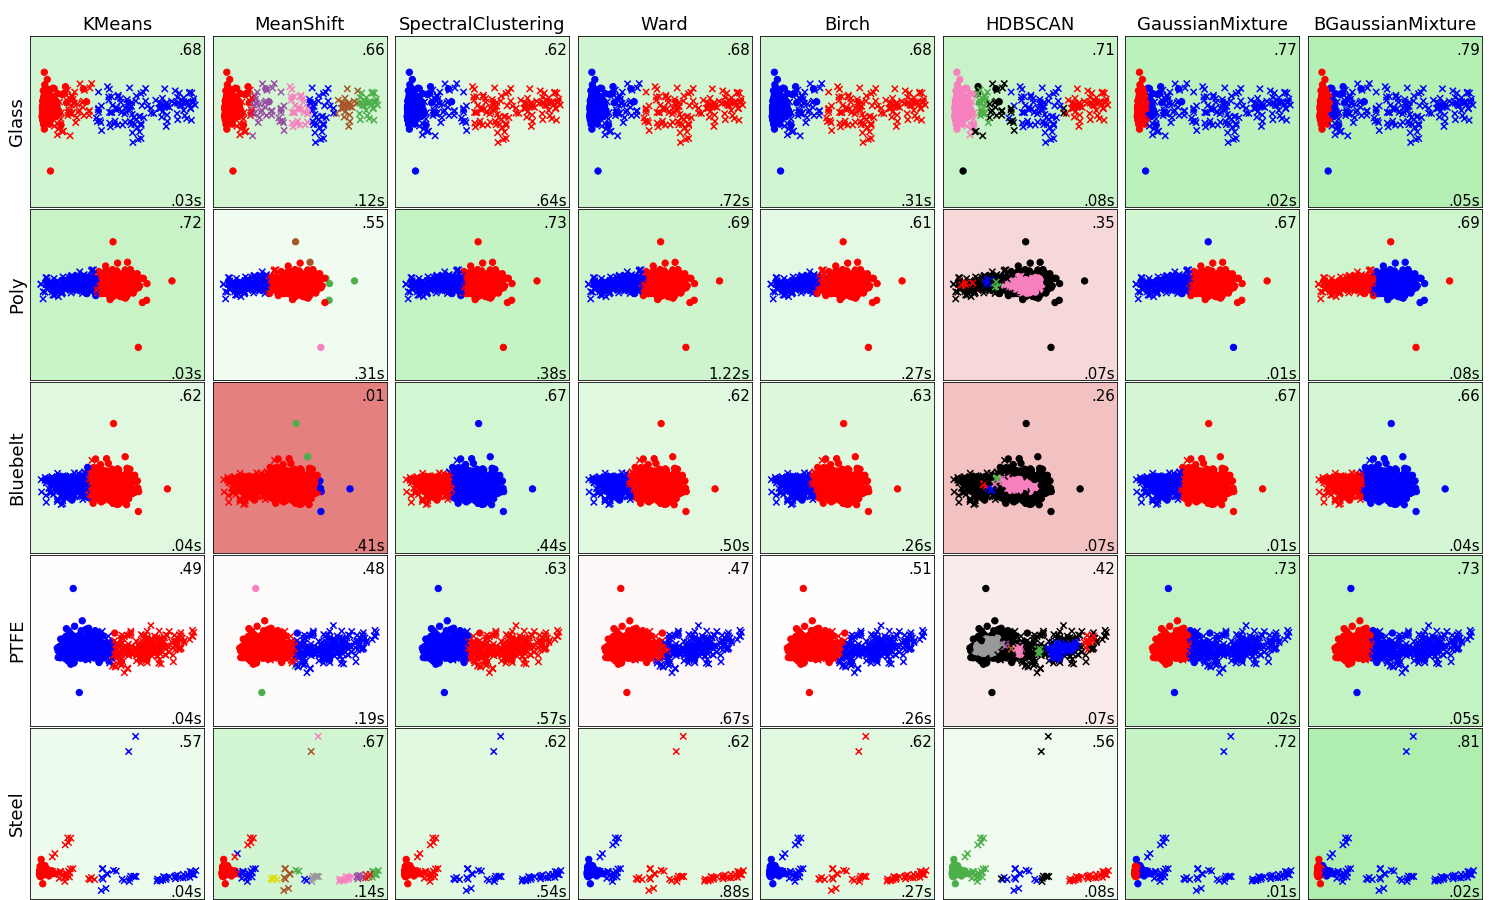 KMeans MeanShift SpectralClustering Ward Birch HDBSCAN GaussianMixture BGaussianMixture
Glass
.68 .66 .62 .68 .68 .71 .77 .79
.03s .12s .64s .72s .31s .08s .02s .05s
Poly
.72 .55 .73 .69 .61 .35 .67 .69
.03s .31s .38s 1.22s .27s .07s .01s .08s
Bluebelt
.62 .01 .67 .62 .63 .26 .67 .66
.04s .41s .44s .50s .26s .07s .01s .04s
PTFE
.49 .48 .63 .47 .51 .42 .73 .73
.04s .19s .57s .67s .26s .07s .02s .05s
Steel
.57 .67 .62 .62 .62 .56 .72 .81
.04s .14s .54s .88s .27s .08s .01s .02s